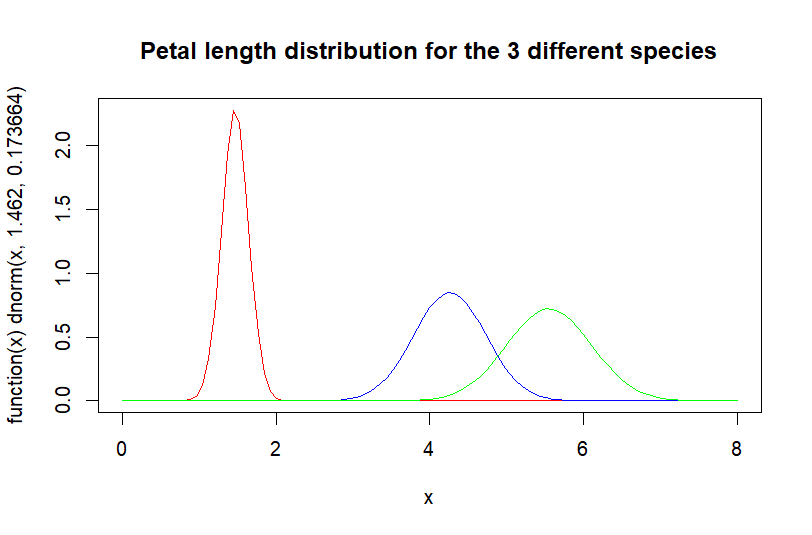 Petal length distribution for the 3 different species
function(x) dnorm(x, 1.462, 0.173664)
2.0
1.5
1.0
0.5
0.0
0 2 4 6 8
x